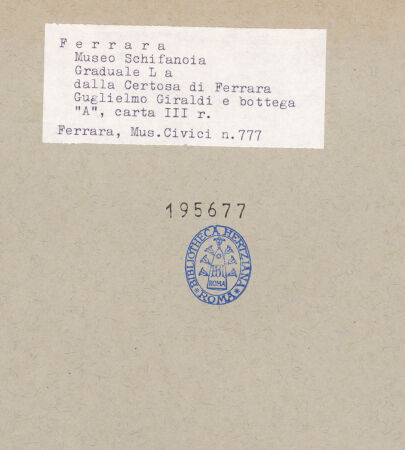 Ferrara
Museo Schifanoia
Graduale L a
dalla Certosa di Ferrara
Guglielmo Giraldi e bottega
"A", carta III r.
Ferrara, Mus.Civici n.777
195677
BIBLIOTHECA HERTZIANA
ROMA
ROMA